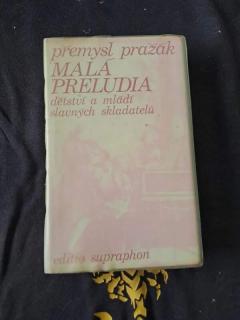 přemysl pražák
MALÁ
PRELUDIA
dětství a mládí
slavných skladatelů
editio supraphon